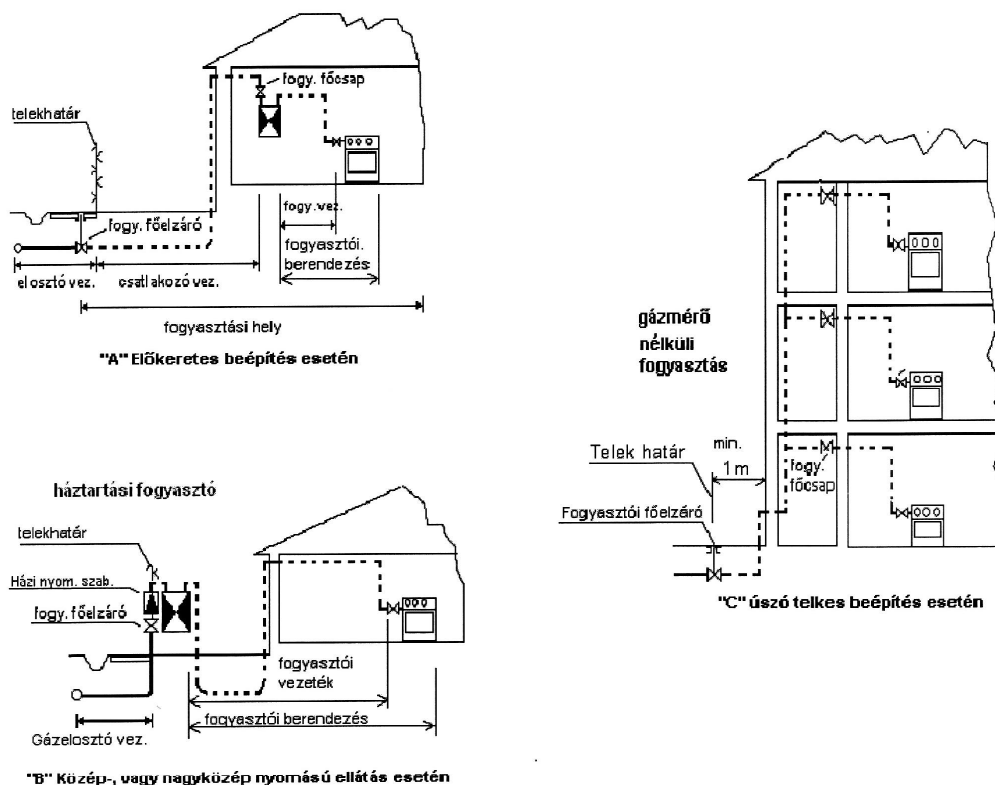 fogy. főcsap
telekhatár
fogy. főelzáró
fogy. vez.
fogyasztói.
berendezés
elosztó vez.
csatlakozó vez.
fogyasztási hely
"A" Előkeretes beépítés esetén
háztartási fogyasztó
telekhatár
Házi nyom. szab.
fogy. főelzáró
fogyasztói
vezeték
fogyasztói berendezés
Gázelosztó vez.
"B" Közép-, vagy nagyközép nyomású ellátás esetén
gázmérő
nélküli
fogyasztás
min.
1 m
Telek határ
fogy.
főcsap
Fogyasztói főelzáró
"C" úszó telkes beépítés esetén